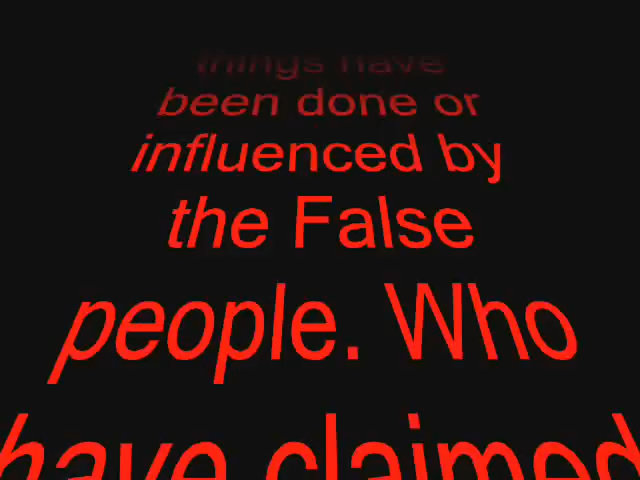 things have
been done or
influenced by
the False
people. Who
have claimed